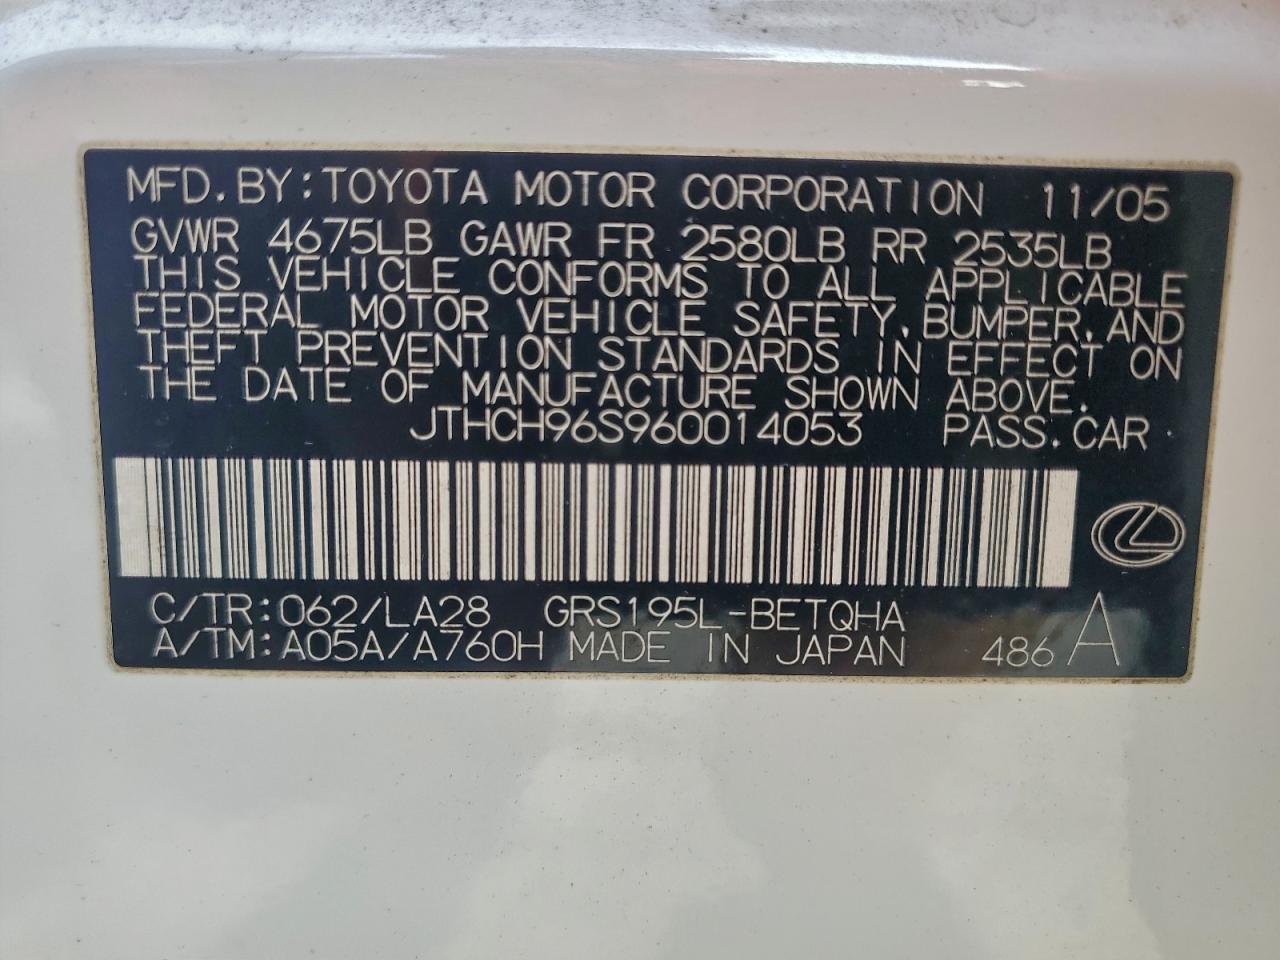 MFD.BY:TOYOTA MOTOR CORPORATION 11/05
GVWR 4675LB GAWR FR 2580LB RR 2535LB
THIS VEHICLE CONFORMS TO ALL APPLICABLE
FEDERAL MOTOR VEHICLE SAFETY,BUMPER,AND
THEFT PREVENTION STANDARDS IN EFFECT ON
THE DATE OF MANUFACTURE SHOWN ABOVE.
JTHCH96S960014053 PASS.CAR
C/TR:062/LA28 GRS195L-BETQHA
A/TM:A05A/A760H MADE IN JAPAN 486 A